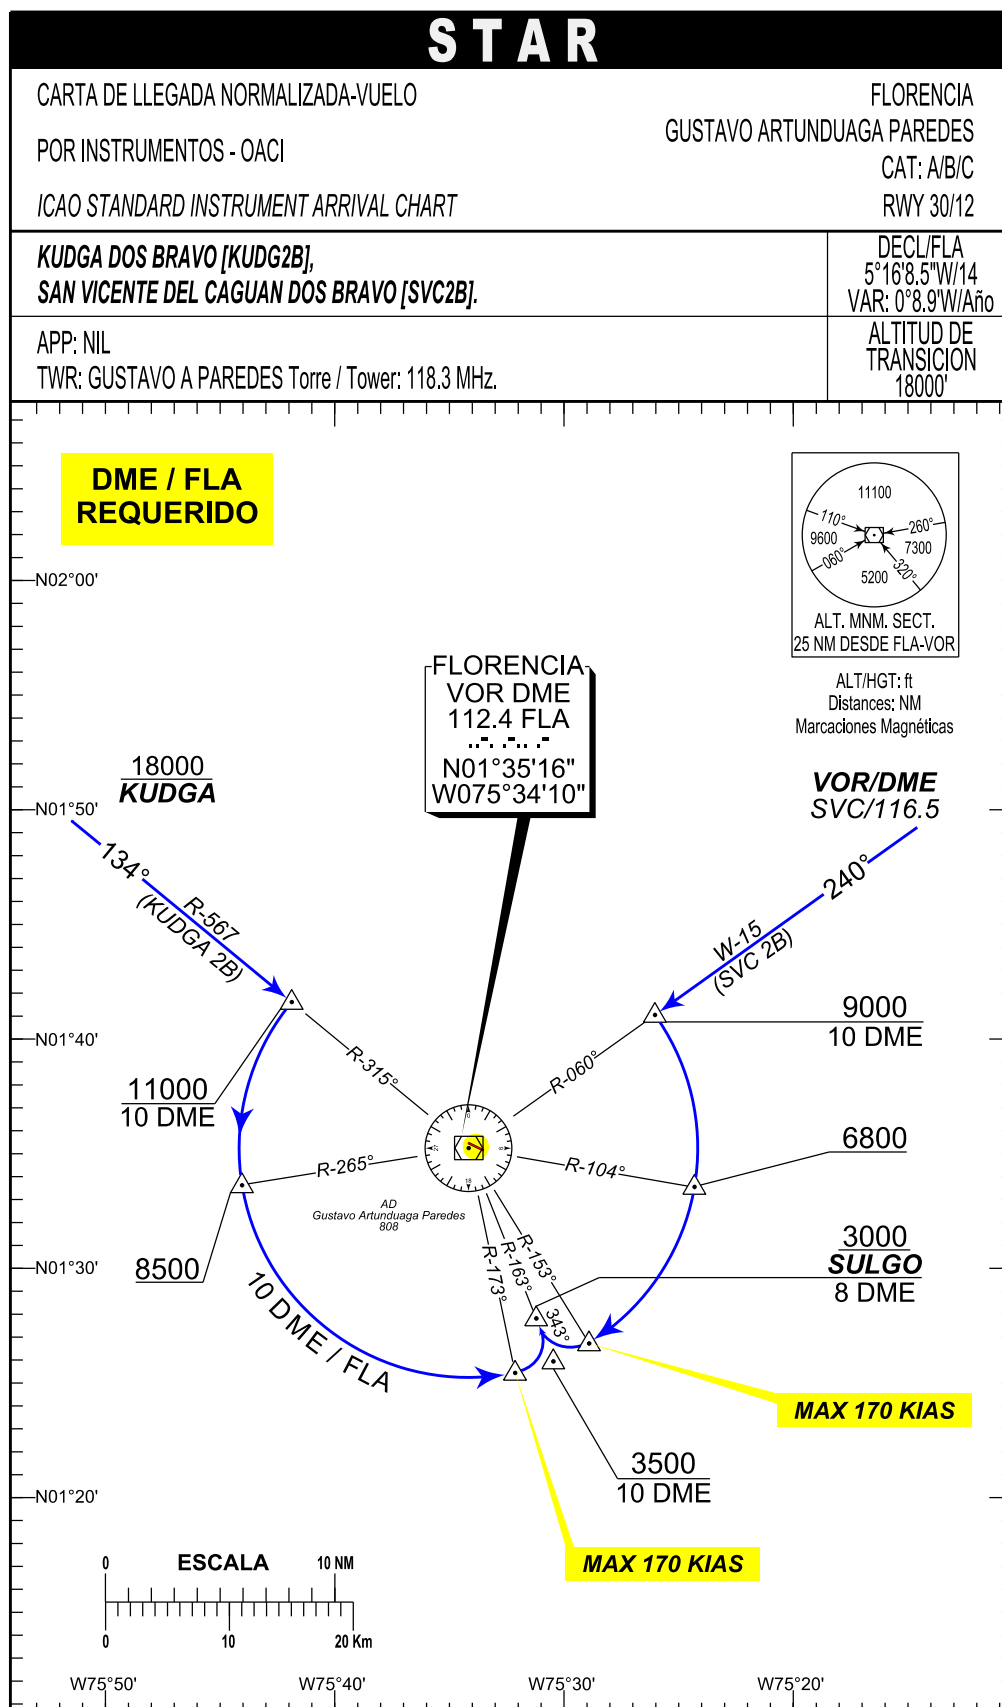 STAR
CARTA DE LLEGADA NORMALIZADA-VUELO
POR INSTRUMENTOS - OACI
ICAO STANDARD INSTRUMENT ARRIVAL CHART
FLORENCIA
GUSTAVO ARTUNDUAGA PAREDES
CAT: A/B/C
RWY 30/12
KUDGA DOS BRAVO [KUDG2B],
SAN VICENTE DEL CAGUAN DOS BRAVO [SVC2B].
DECL/FLA
5°16'8.5"W/14
VAR: 0°8.9'W/Año
APP: NIL
TWR: GUSTAVO A PAREDES Torre / Tower: 118.3 MHz.
ALTITUD DE
TRANSICION
18000'
DME / FLA
REQUERIDO
11100
110°
260°
9600
7300
060°
320°
5200
ALT. MNM. SECT.
25 NM DESDE FLA-VOR
ALT/HGT: ft
Distances: NM
Marcaciones Magnéticas
N02°00'
FLORENCIA
VOR DME
112.4 FLA
N01°35'16"
W075°34'10"
18000
KUDGA
VOR/DME
SVC/116.5
N01°50'
134°
R-567
(KUDGA 2B)
240°
W-15
(SVC 2B)
9000
10 DME
N01°40'
R-315°
R-060°
11000
10 DME
6800
0
9
18
27
R-265°
R-104°
AD
Gustavo Artunduaga Paredes
808
8500
N01°30'
R-173°
R-163°
R-153°
3000
SULGO
8 DME
343°
10 DME / FLA
MAX 170 KIAS
3500
10 DME
N01°20'
MAX 170 KIAS
0 ESCALA 10 NM
0 10 20 Km
W75°50' W75°40' W75°30' W75°20'